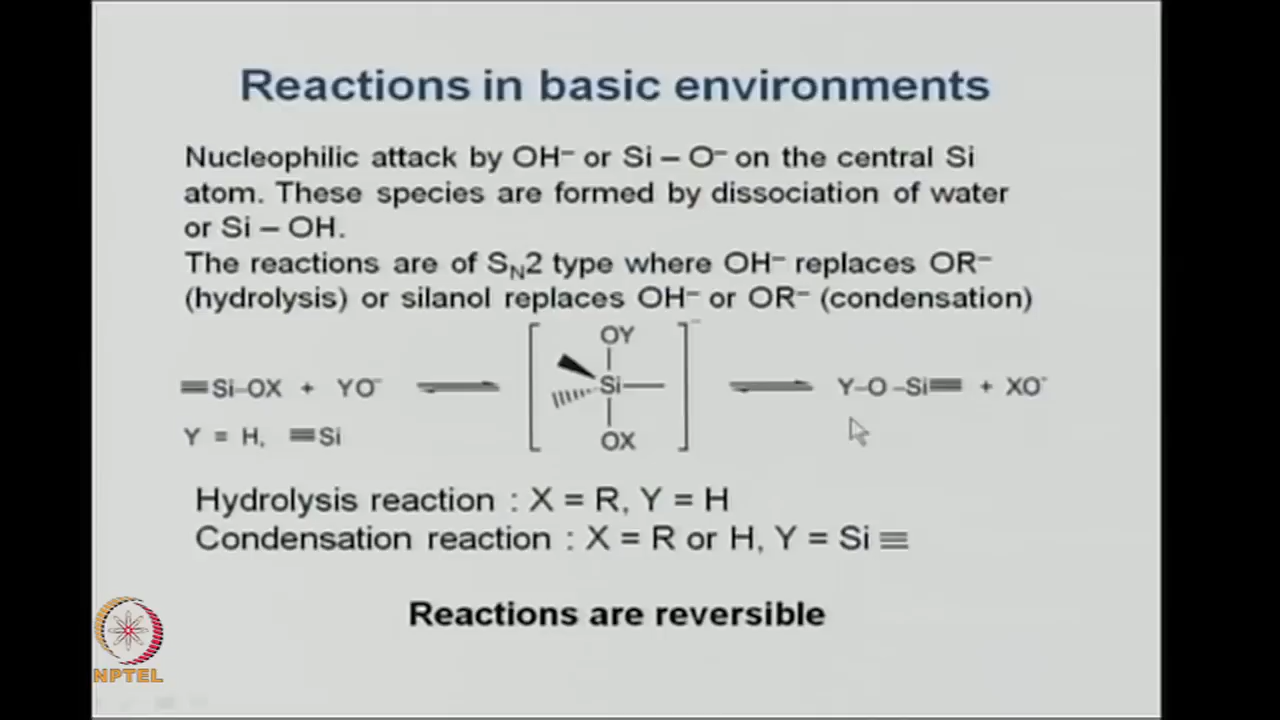 Reactions in basic environments
Nucleophilic attack by OH⁻ or Si – O⁻ on the central Si
atom. These species are formed by dissociation of water
or Si – OH.
The reactions are of S_N2 type where OH⁻ replaces OR⁻
(hydrolysis) or silanol replaces OH⁻ or OR⁻ (condensation)
≡Si–OX + YO⁻ ⇌ [OY Si OX]⁻ ⇌ Y–O–Si≡ + XO⁻
Y = H, ≡Si
Hydrolysis reaction : X = R, Y = H
Condensation reaction : X = R or H, Y = Si ≡
Reactions are reversible
NPTEL